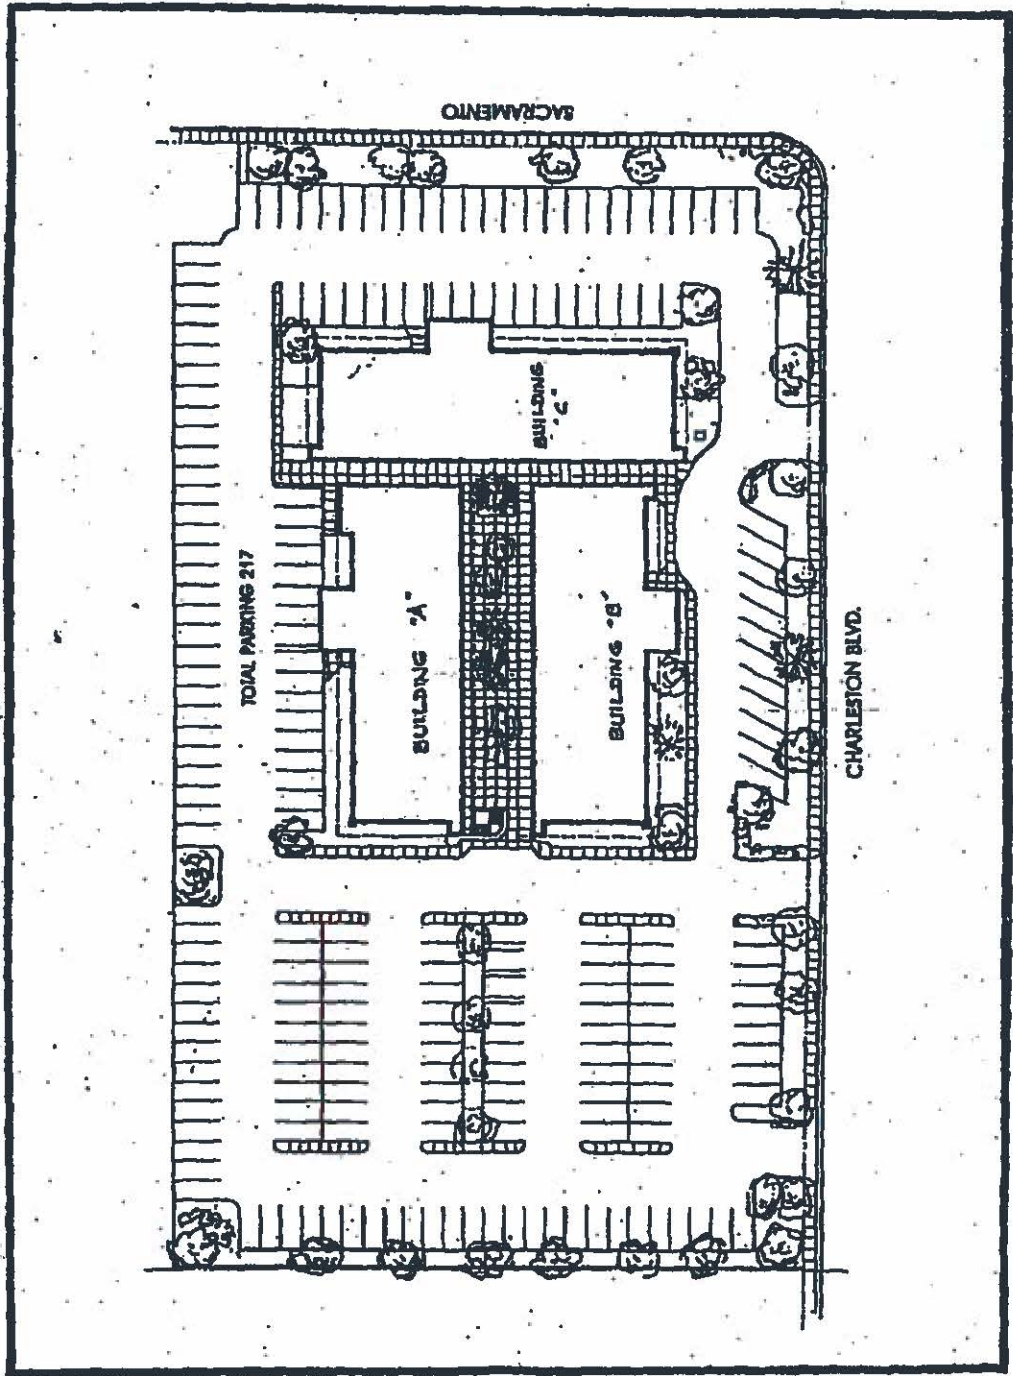 SACRAMENTO
BUILDING
"C"
TOTAL PARKING 217
BUILDING "A"
BUILDING "B"
CHARLESTON BLVD.